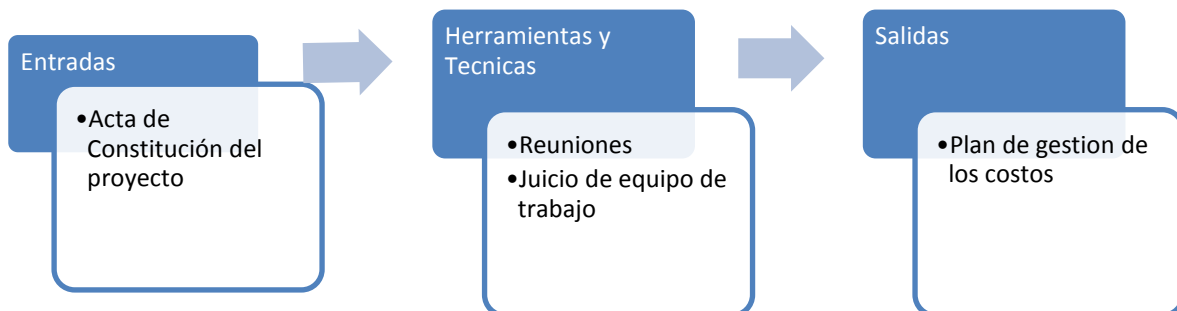 Entradas
•Acta de
Constitución del
proyecto
Herramientas y
Tecnicas
•Reuniones
•Juicio de equipo de
trabajo
Salidas
•Plan de gestion de
los costos